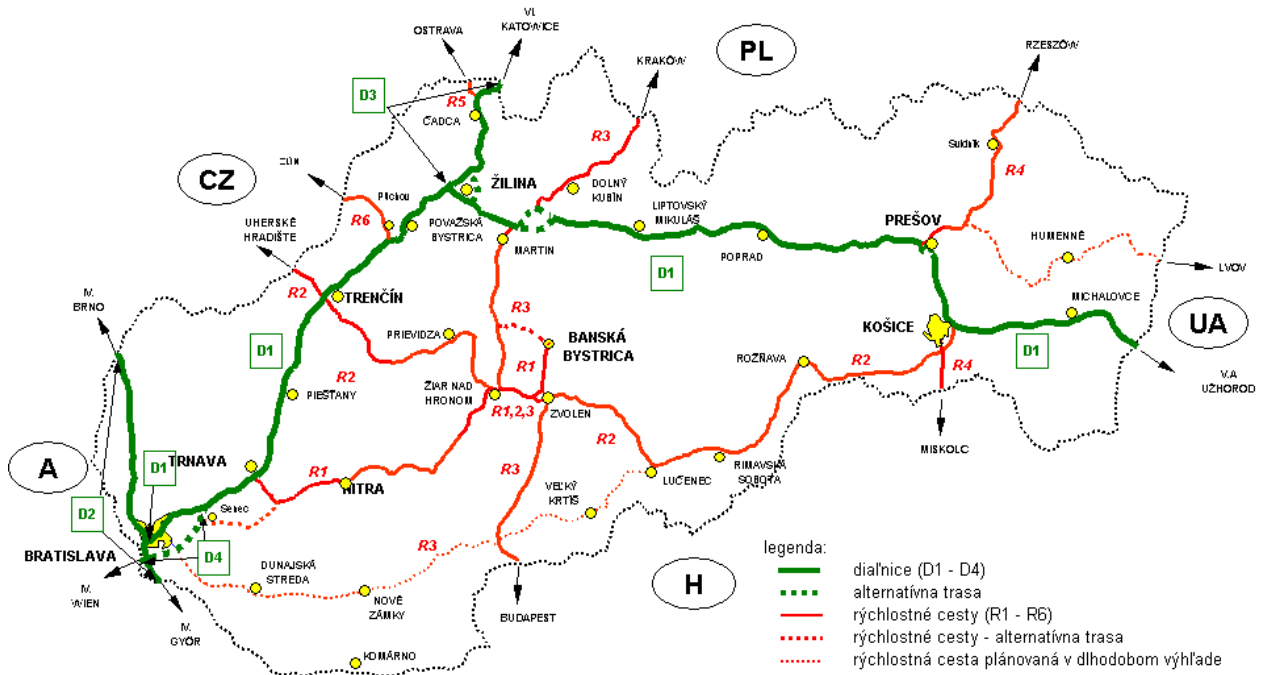 VI.
KATOWICE
OSTRAVA
PL
RZESZÓW
KRAKÓW
D3
R5
ČADCA
R3
Svidník
R4
CZ
ŽILINA
DOLNÝ
KUBÍN
LIPTOVSKÝ
MIKULÁŠ
PREŠOV
Púchov
R6
POVAŽSKÁ
BYSTRICA
UHERSKÉ
HRADIŠTE
MARTIN
POPRAD
HUMENNÉ
LVOV
D1
R2
TRENČÍN
IV.
BRNO
R3
PRIEVIDZA
BANSKÁ
BYSTRICA
KOŠICE
MICHALOVCE
UA
D1
R2
R1
ROŽŇAVA
R2
R4
D1
V.A
UŽHOROD
PIEŠŤANY
ŽIAR NAD
HRONOM
R1,2,3
ZVOLEN
MISKOLC
A
D1
TRNAVA
R1
NITRA
R2
R3
LUČENEC
RIMAVSKÁ
SOBOTA
VEĽKÝ
KRTÍŠ
D2
Senec
BRATISLAVA
D4
R3
IV.
WIEN
DUNAJSKÁ
STREDA
NOVÉ
ZÁMKY
H
BUDAPEST
IV.
GYÖR
KOMÁRNO
legenda:
diaľnice (D1 - D4)
alternatívna trasa
rýchlostné cesty (R1 - R6)
rýchlostné cesty - alternatívna trasa
rýchlostná cesta plánovaná v dlhodobom výhľade